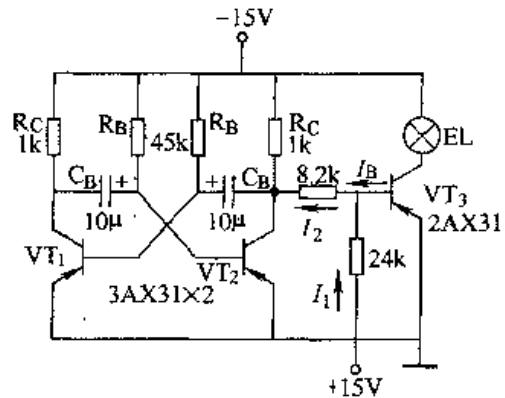 −15V
R_C
1k
R_B
45k
R_B
R_C
1k
EL
C_B
+
10μ
+
C_B
10μ
8.2k
I_B
I_2
VT_3
2AX31
VT_1
VT_2
3AX31×2
I_1
24k
+15V